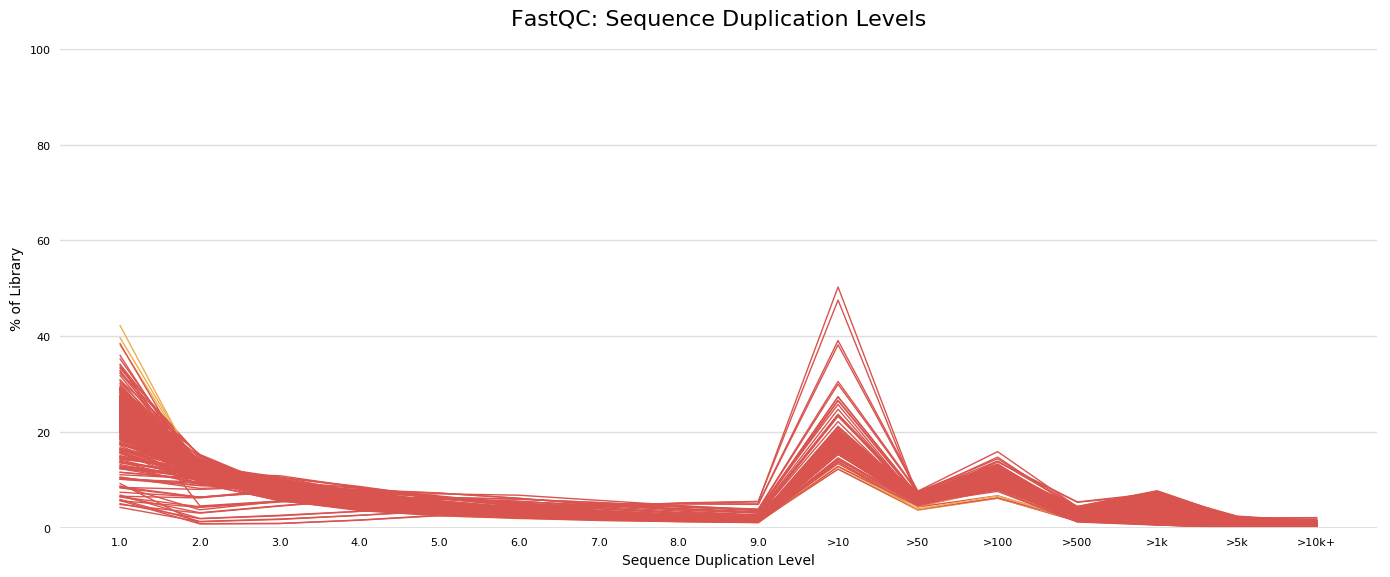 FastQC: Sequence Duplication Levels
100
80
60
40
20
0
% of Library
1.0 2.0 3.0 4.0 5.0 6.0 7.0 8.0 9.0 >10 >50 >100 >500 >1k >5k >10k+
Sequence Duplication Level